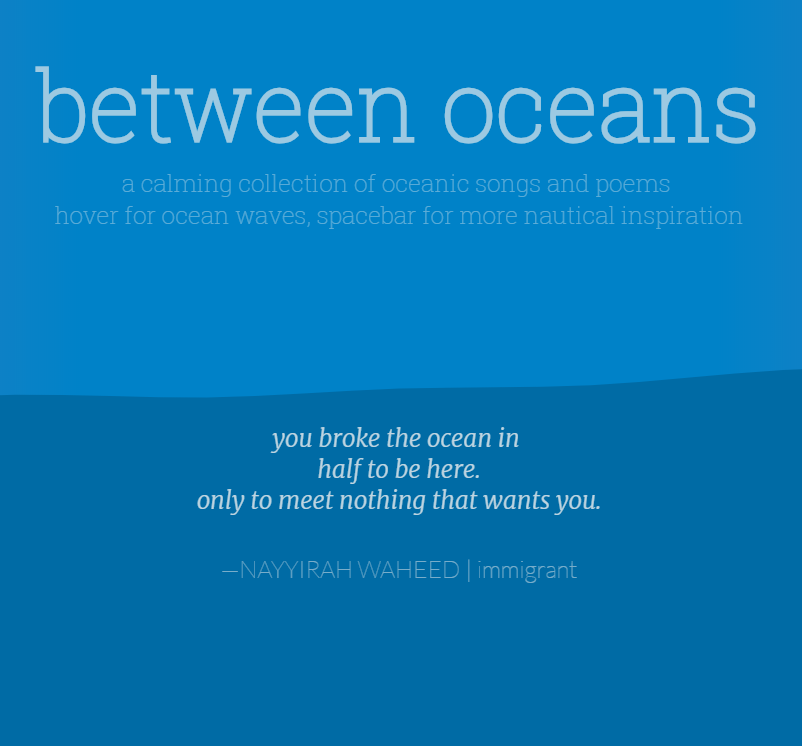 between oceans
a calming collection of oceanic songs and poems
hover for ocean waves, spacebar for more nautical inspiration
you broke the ocean in
half to be here.
only to meet nothing that wants you.
—NAYYIRAH WAHEED | immigrant